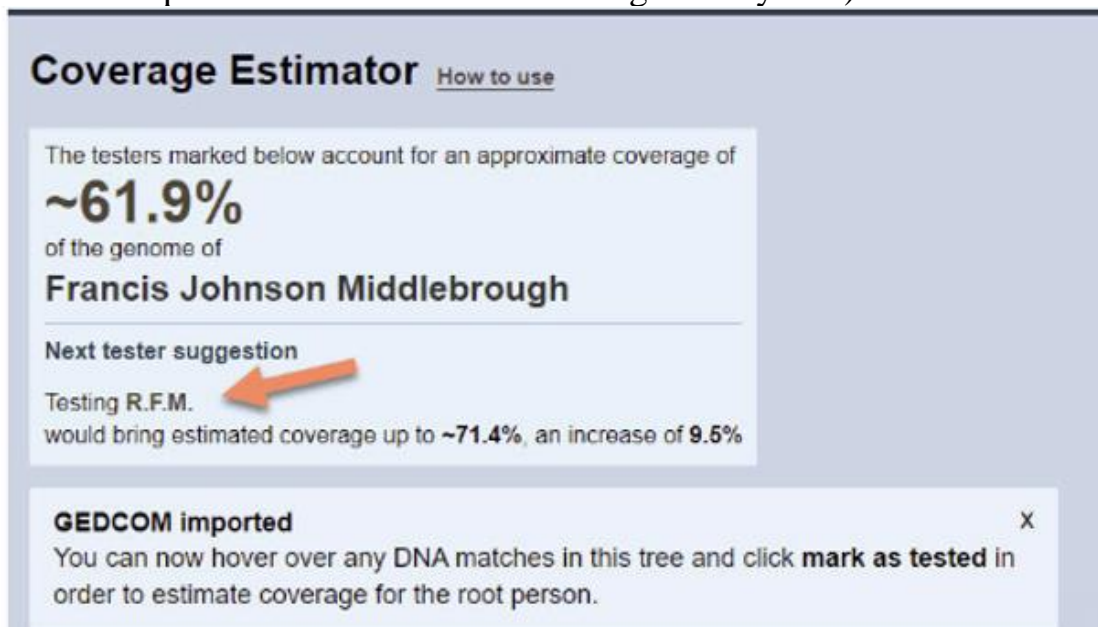 Coverage Estimator How to use
The testers marked below account for an approximate coverage of
~61.9%
of the genome of
Francis Johnson Middlebrough
Next tester suggestion
Testing R.F.M.
would bring estimated coverage up to ~71.4%, an increase of 9.5%
GEDCOM imported X
You can now hover over any DNA matches in this tree and click mark as tested in
order to estimate coverage for the root person.